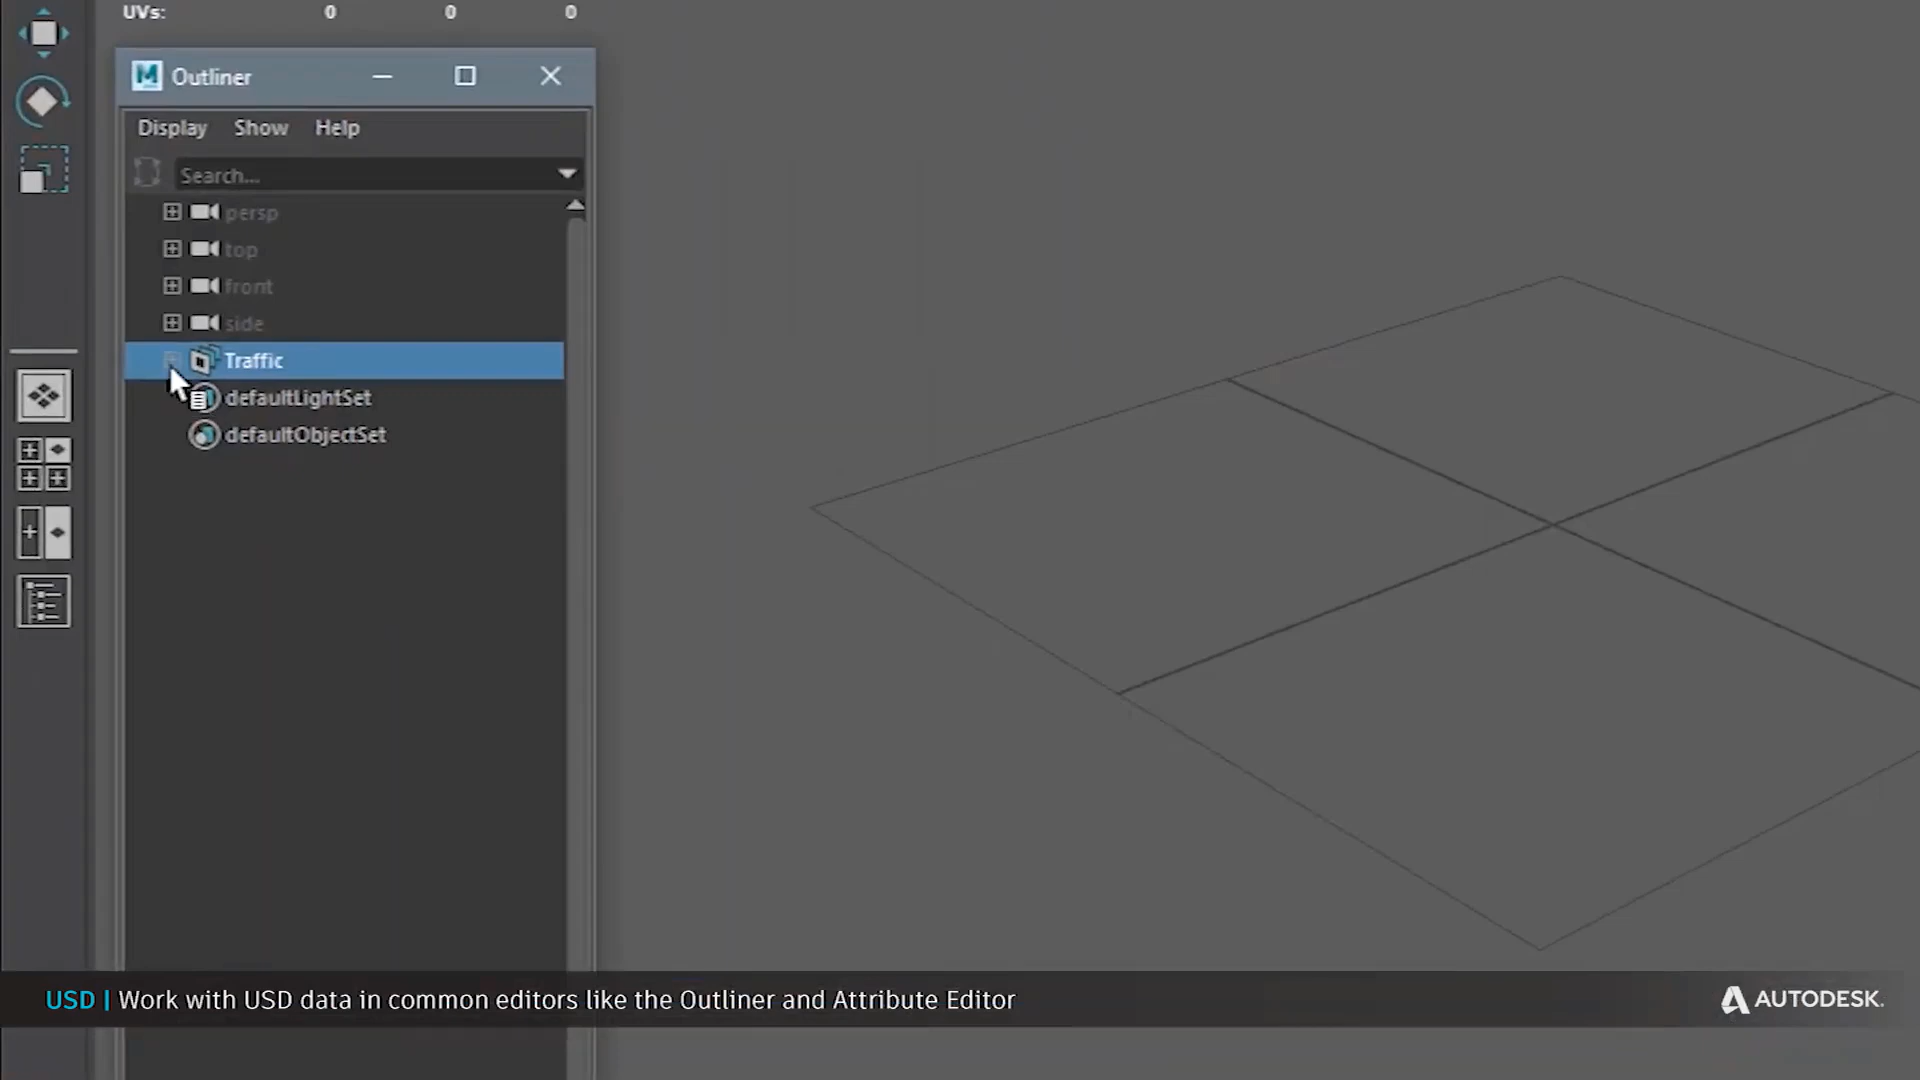 UVs: 0 0 0
Outliner
Display Show Help
Search...
persp
top
front
side
Traffic
defaultLightSet
defaultObjectSet
USD | Work with USD data in common editors like the Outliner and Attribute Editor
AUTODESK.